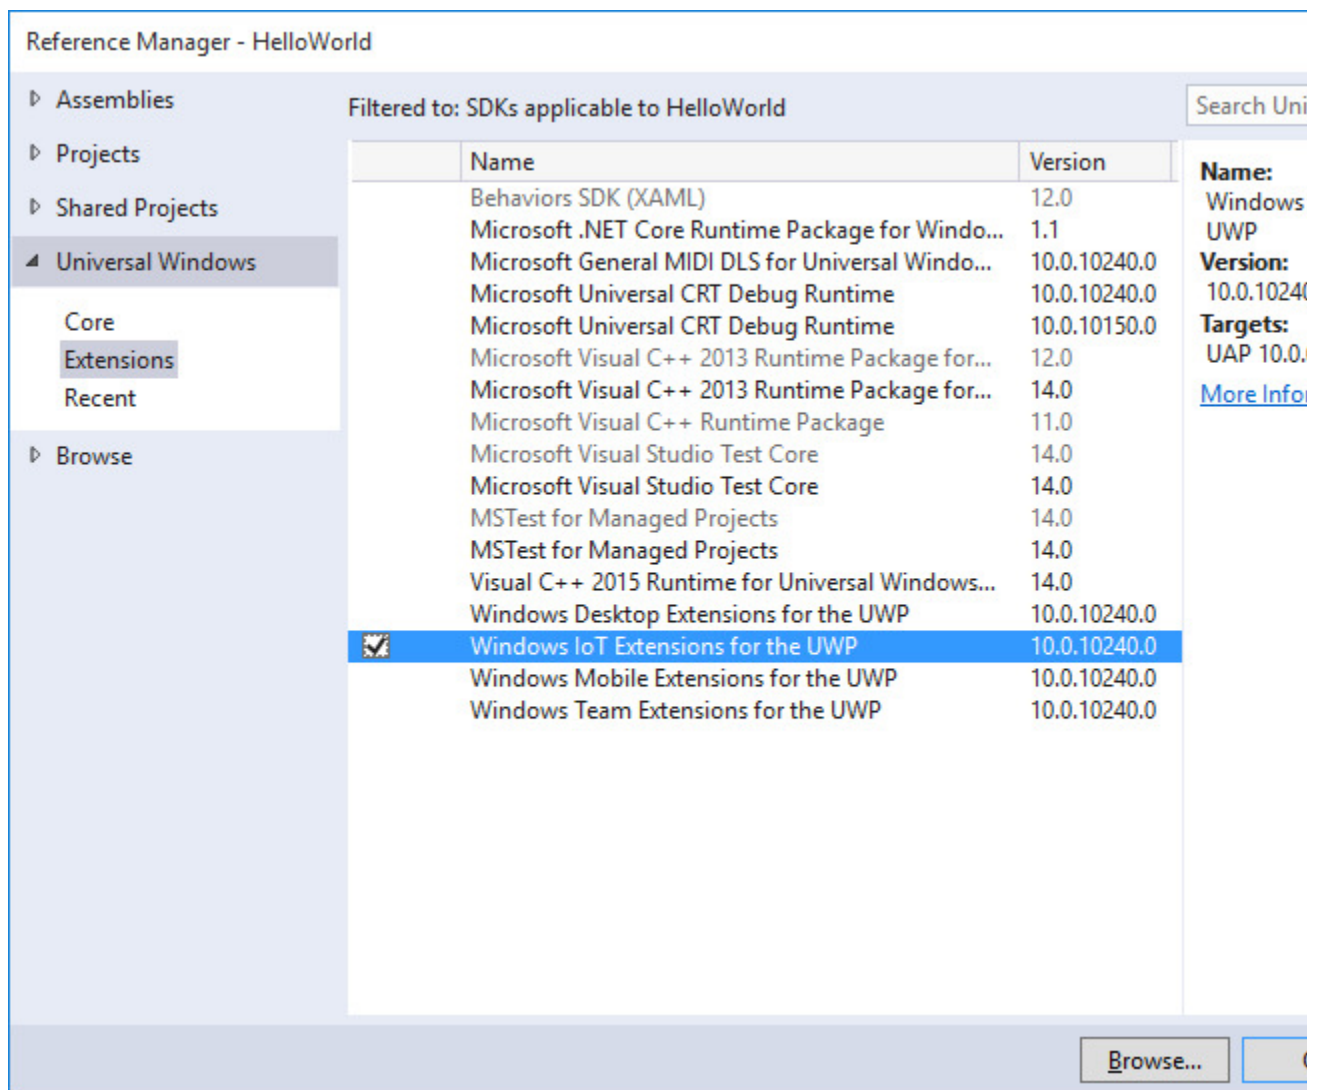 Reference Manager - HelloWorld
Assemblies
Projects
Shared Projects
Universal Windows
Core
Extensions
Recent
Browse
Filtered to: SDKs applicable to HelloWorld
Name Version
Behaviors SDK (XAML) 12.0
Microsoft .NET Core Runtime Package for Windo... 1.1
Microsoft General MIDI DLS for Universal Windo... 10.0.10240.0
Microsoft Universal CRT Debug Runtime 10.0.10240.0
Microsoft Universal CRT Debug Runtime 10.0.10150.0
Microsoft Visual C++ 2013 Runtime Package for... 12.0
Microsoft Visual C++ 2013 Runtime Package for... 14.0
Microsoft Visual C++ Runtime Package 11.0
Microsoft Visual Studio Test Core 14.0
Microsoft Visual Studio Test Core 14.0
MSTest for Managed Projects 14.0
MSTest for Managed Projects 14.0
Visual C++ 2015 Runtime for Universal Windows... 14.0
Windows Desktop Extensions for the UWP 10.0.10240.0
Windows IoT Extensions for the UWP 10.0.10240.0
Windows Mobile Extensions for the UWP 10.0.10240.0
Windows Team Extensions for the UWP 10.0.10240.0
Search Uni
Name:
Windows
UWP
Version:
10.0.10240
Targets:
UAP 10.0.
More Info
Browse...